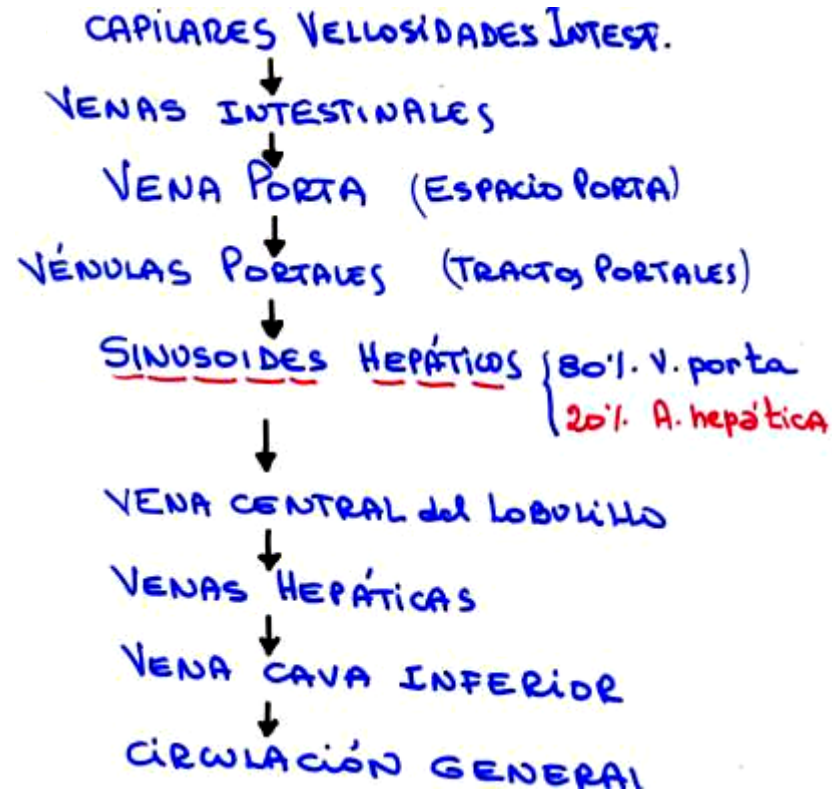 CAPILARES VELLOSIDADES INTEST.
VENAS INTESTINALES
VENA PORTA (ESPACIO PORTA)
VÉNULAS PORTALES (TRACTOS PORTALES)
SINUSOIDES HEPÁTICOS { 80%. V. porta
20%. A. hepática
VENA CENTRAL del LOBULILLO
VENAS HEPÁTICAS
VENA CAVA INFERIOR
CIRCULACIÓN GENERAL